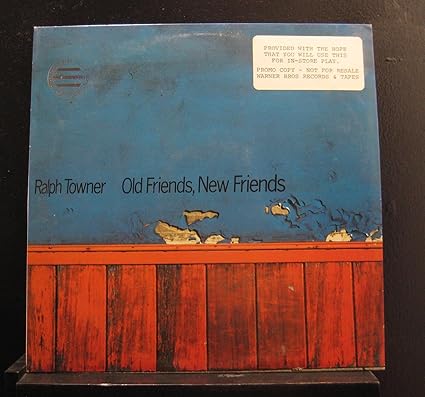 PROVIDED WITH THE HOPE
THAT YOU WILL USE THIS
FOR IN-STORE PLAY.
PROMO COPY - NOT FOR RESALE
WARNER BROS RECORDS & TAPES
Ralph Towner Old Friends, New Friends